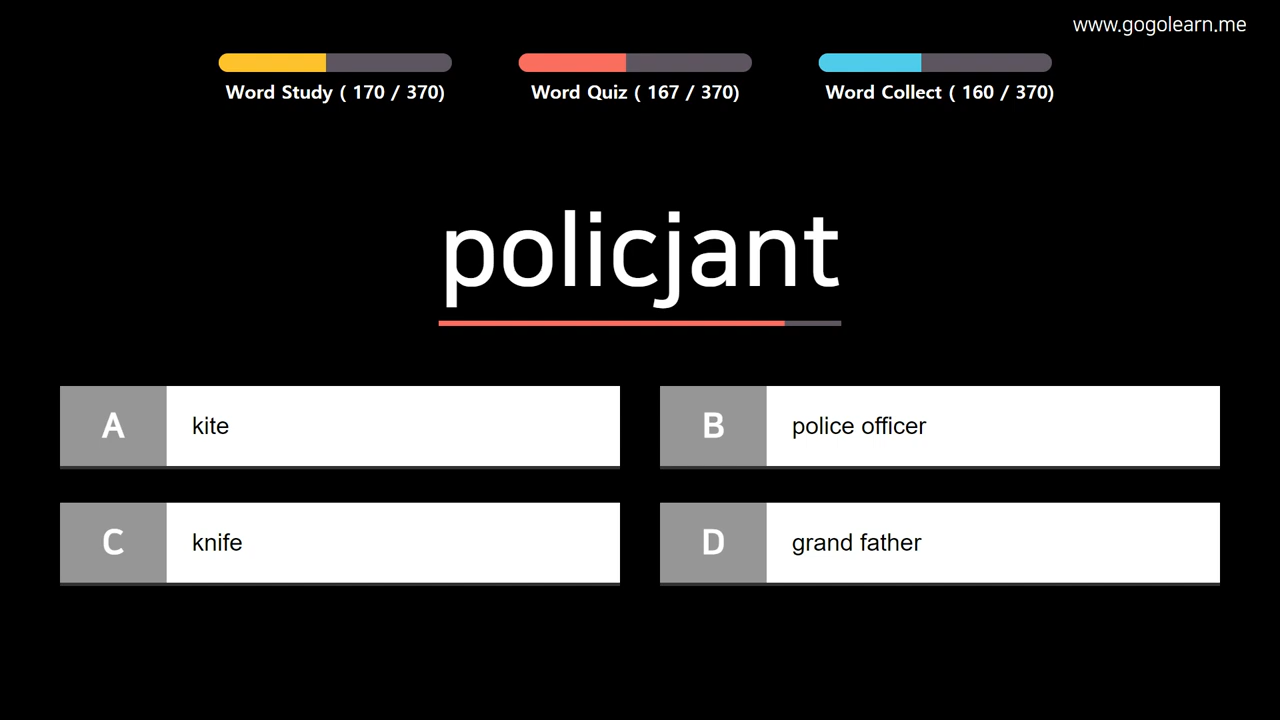 www.gogolearn.me
Word Study ( 170 / 370)
Word Quiz ( 167 / 370)
Word Collect ( 160 / 370)
policjant
A kite
B police officer
C knife
D grand father